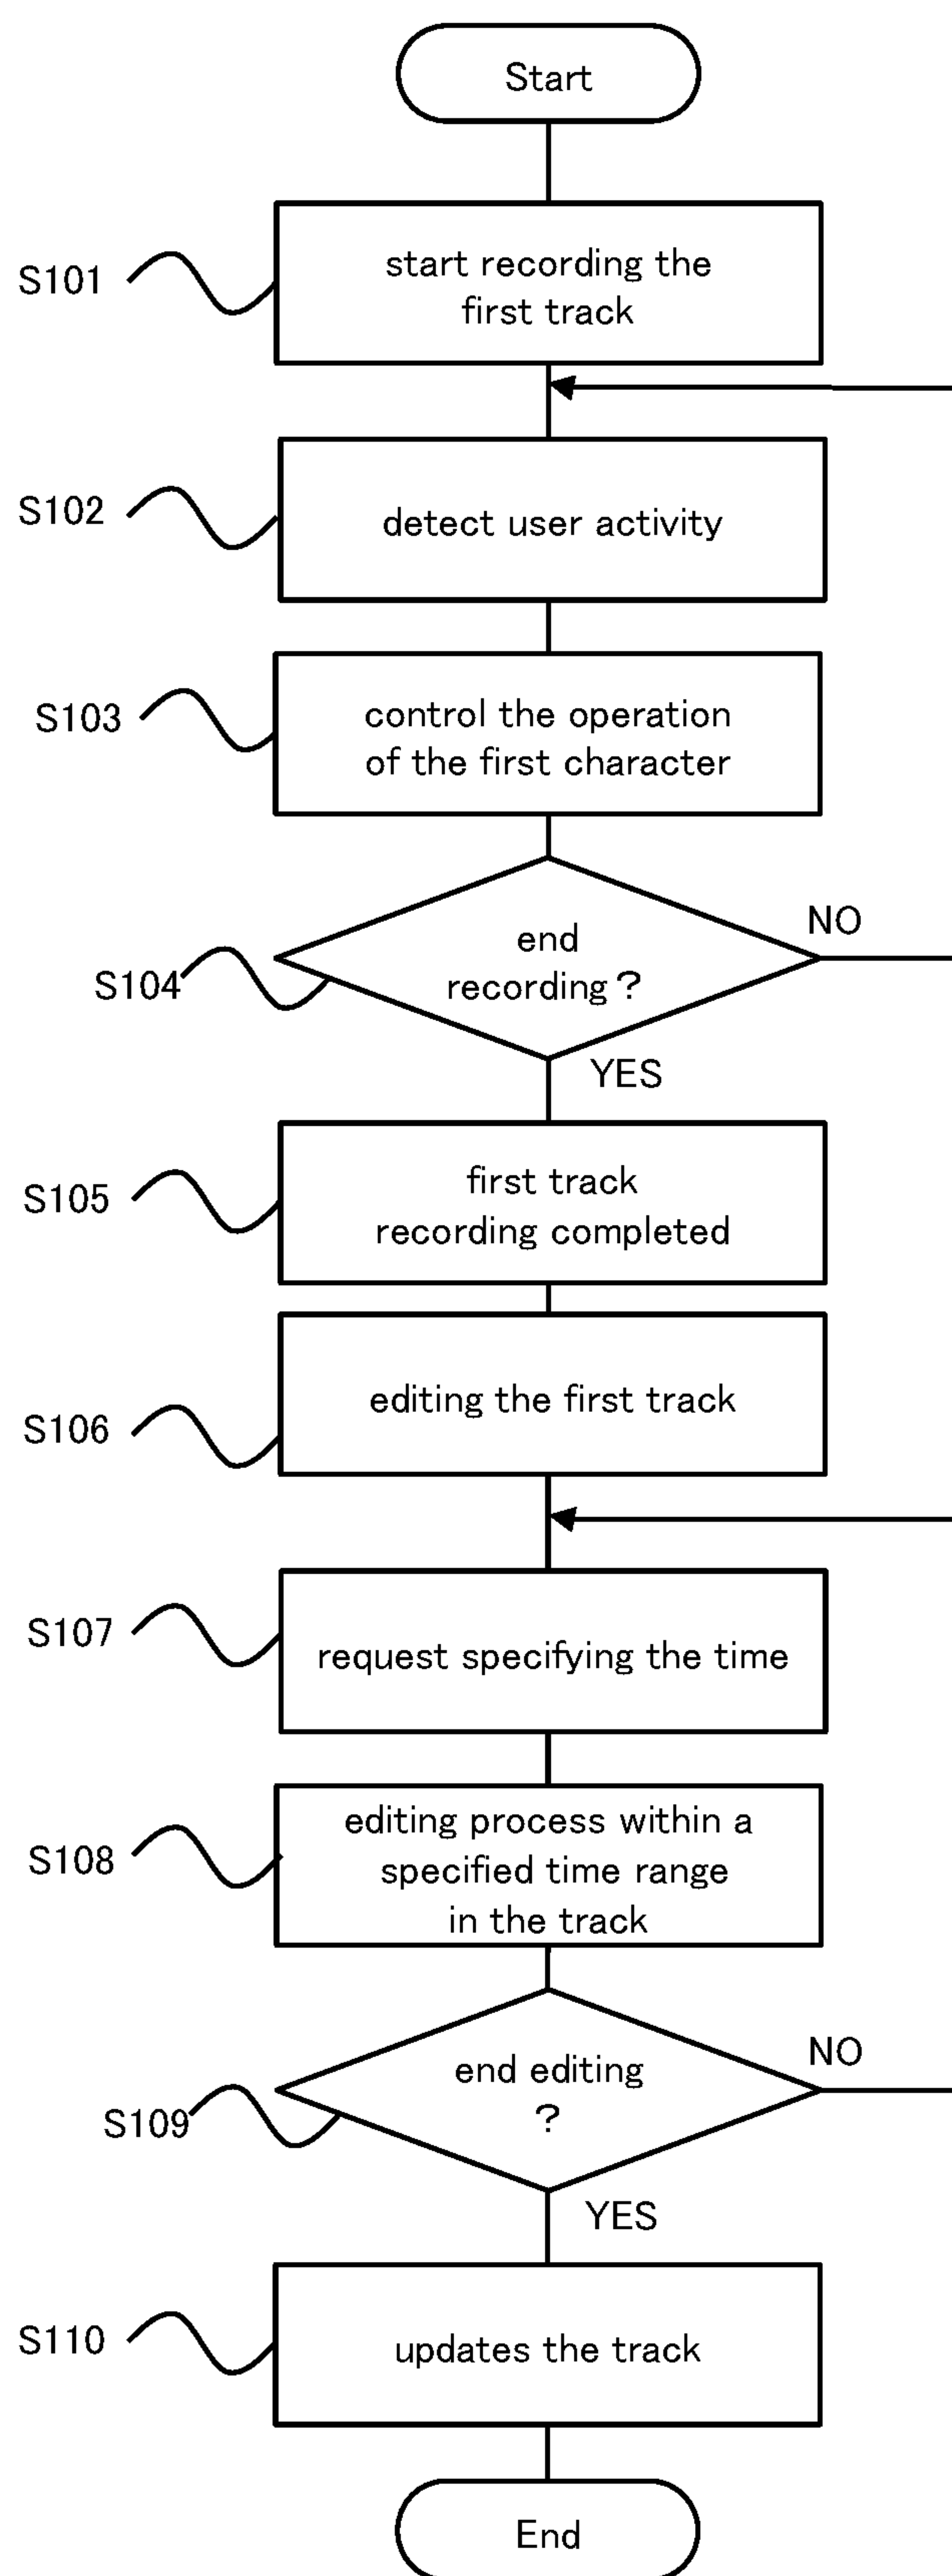 Start
S101
start recording the
first track
S102
detect user activity
S103
control the operation
of the first character
S104
end
recording ?
NO
YES
S105
first track
recording completed
S106
editing the first track
S107
request specifying the time
S108
editing process within a
specified time range
in the track
S109
end editing
?
NO
YES
S110
updates the track
End